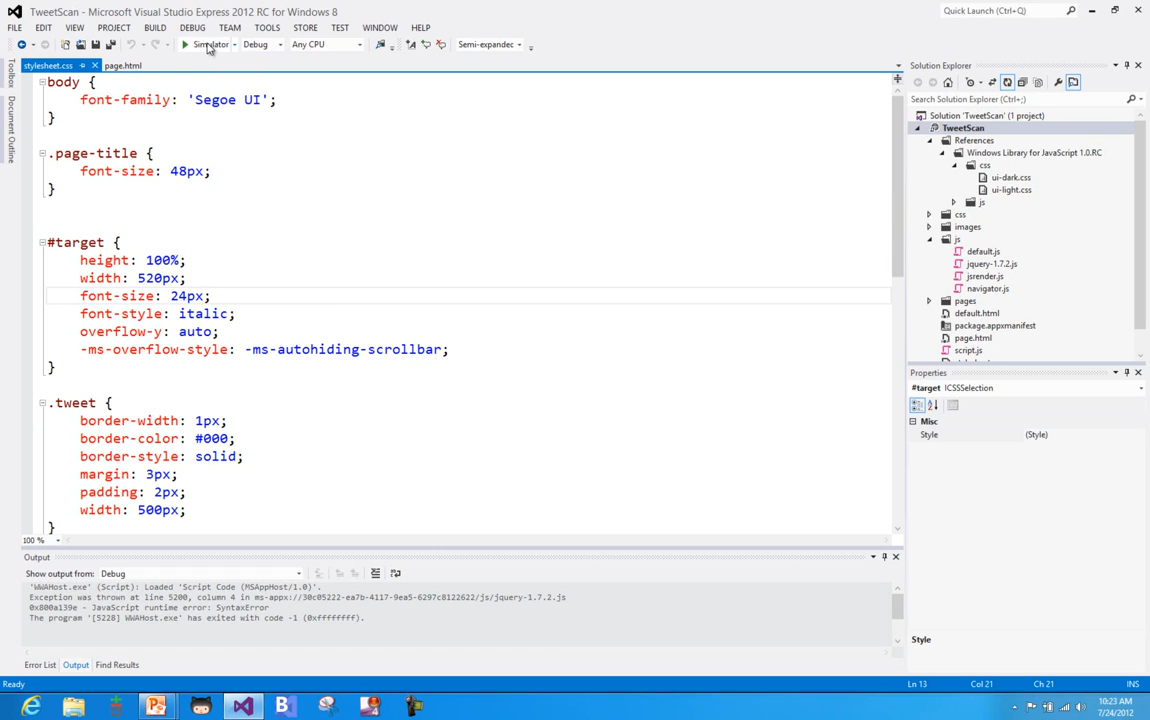 TweetScan - Microsoft Visual Studio Express 2012 RC for Windows 8
Quick Launch (Ctrl+Q)
FILE EDIT VIEW PROJECT BUILD DEBUG TEAM TOOLS STORE TEST WINDOW HELP
Simulator Debug Any CPU Semi-expandec
Toolbox
Document Outline
stylesheet.css page.html
body {
font-family: 'Segoe UI';
}
.page-title {
font-size: 48px;
}
#target {
height: 100%;
width: 520px;
font-size: 24px;
font-style: italic;
overflow-y: auto;
-ms-overflow-style: -ms-autohiding-scrollbar;
}
.tweet {
border-width: 1px;
border-color: #000;
border-style: solid;
margin: 3px;
padding: 2px;
width: 500px;
}
100 %
Output
Show output from: Debug
'WWAHost.exe' (Script): Loaded 'Script Code (MSAppHost/1.0)'.
Exception was thrown at line 5200, column 4 in ms-appx://30c05222-ea7b-4117-9ea5-6297c8122622/js/jquery-1.7.2.js
0x800a139e - JavaScript runtime error: SyntaxError
The program '[5228] WWAHost.exe' has exited with code -1 (0xffffffff).
Error List Output Find Results
Solution Explorer
Search Solution Explorer (Ctrl+;)
Solution 'TweetScan' (1 project)
TweetScan
References
Windows Library for JavaScript 1.0.RC
css
ui-dark.css
ui-light.css
js
css
images
js
default.js
jquery-1.7.2.js
jsrender.js
navigator.js
pages
default.html
package.appxmanifest
page.html
script.js
Properties
#target ICSSSelection
Misc
Style (Style)
Style
Ready Ln 13 Col 21 Ch 21 INS
10:23 AM
7/24/2012